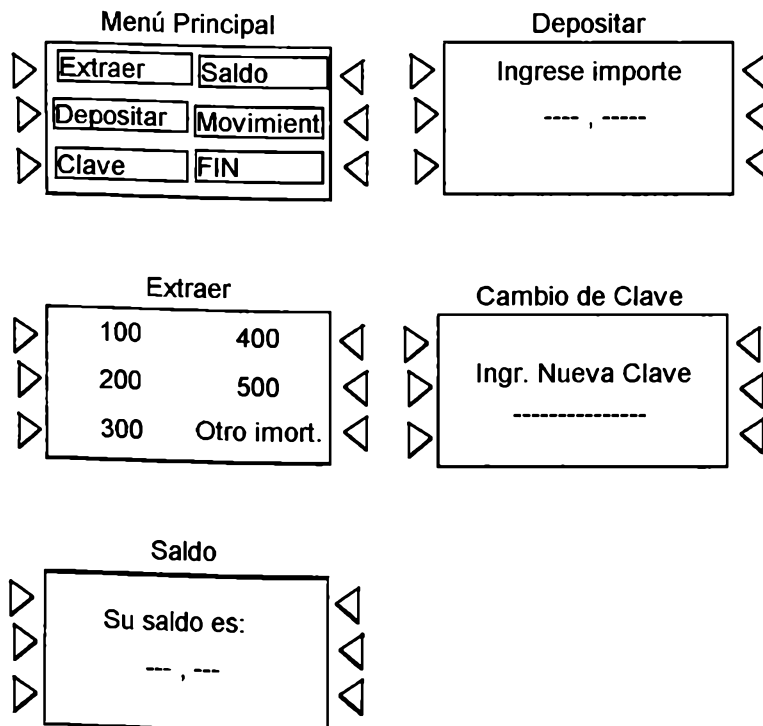 Menú Principal
Extraer Saldo
Depositar Movimient
Clave FIN
Depositar
Ingrese importe
---- , -----
Extraer
100 400
200 500
300 Otro imort.
Cambio de Clave
Ingr. Nueva Clave
---------------
Saldo
Su saldo es:
--- , ---